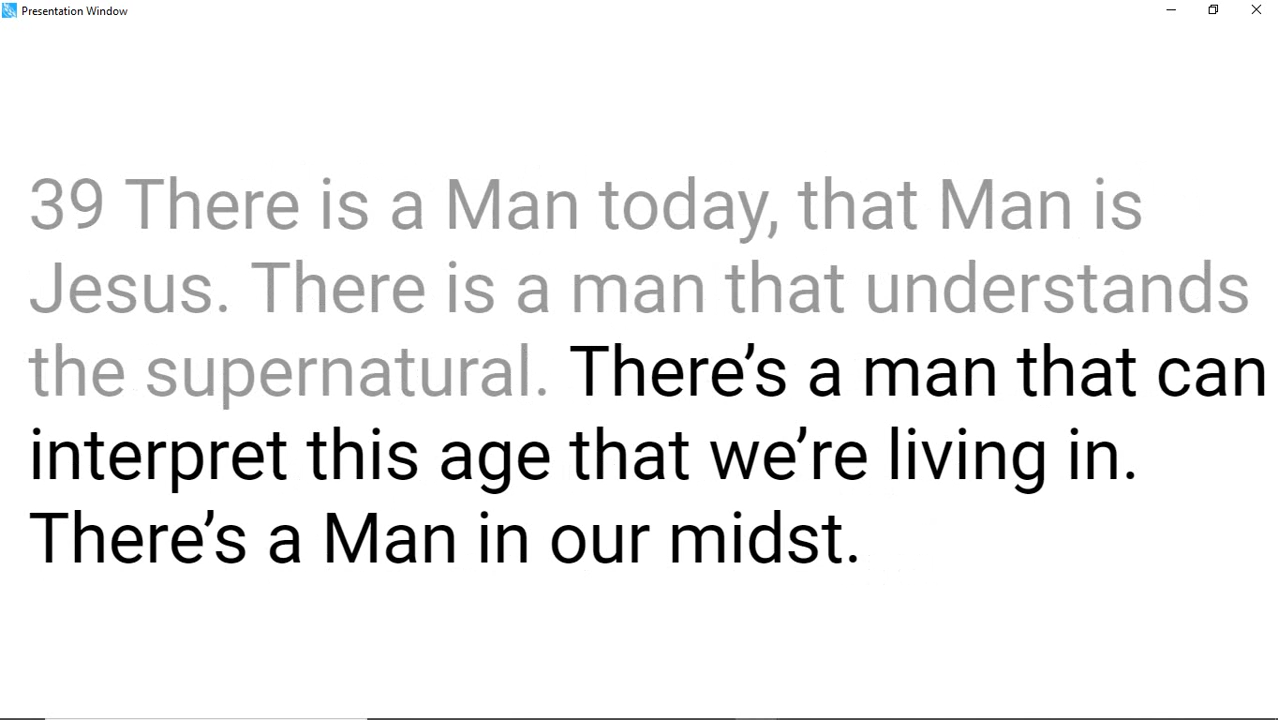 Presentation Window
39 There is a Man today, that Man is
Jesus. There is a man that understands
the supernatural. There’s a man that can
interpret this age that we’re living in.
There’s a Man in our midst.